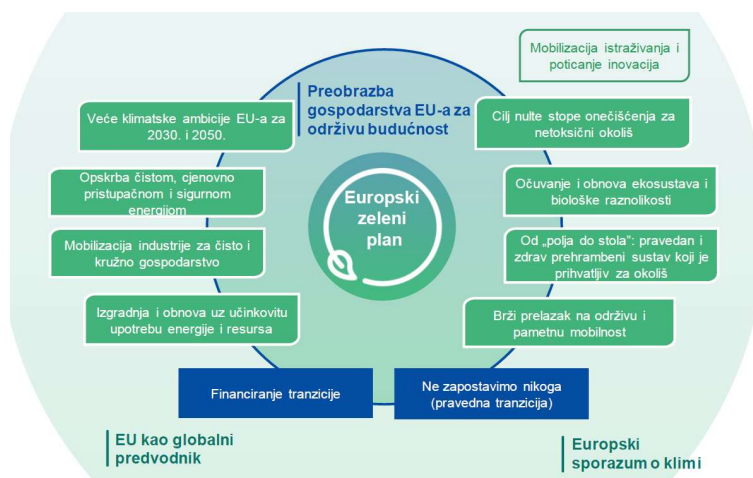 Mobilizacija istraživanja i
poticanje inovacija
Preobrazba
gospodarstva EU-a za
održivu budućnost
Veće klimatske ambicije EU-a za
2030. i 2050.
Cilj nulte stope onečišćenja za
netoksični okoliš
Opskrba čistom, cjenovno
pristupačnom i sigurnom
energijom
Očuvanje i obnova ekosustava i
biološke raznolikosti
Europski
zeleni
plan
Mobilizacija industrije za čisto i
kružno gospodarstvo
Od „polja do stola”: pravedan i
zdrav prehrambeni sustav koji je
prihvatljiv za okoliš
Izgradnja i obnova uz učinkovitu
upotrebu energije i resursa
Brži prelazak na održivu i
pametnu mobilnost
Financiranje tranzicije
Ne zapostavimo nikoga
(pravedna tranzicija)
EU kao globalni
predvodnik
Europski
sporazum o klimi